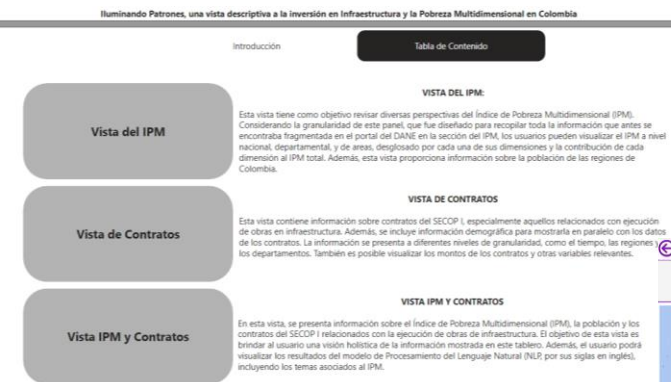 Iluminando Patrones, una vista descriptiva a la inversión en Infraestructura y la Pobreza Multidimensional en Colombia
Introducción
Tabla de Contenido
Vista del IPM
VISTA DEL IPM:
Esta vista tiene como objetivo revisar diversas perspectivas del Índice de Pobreza Multidimensional (IPM).
Considerando la granularidad de este panel, que fue diseñado para recopilar toda la información que antes se
encontraba fragmentada en el portal del DANE en la sección del IPM, los usuarios pueden visualizar el IPM a nivel
nacional, departamental, y de areas, desglosado por cada una de sus dimensiones y la contribución de cada
dimensión al IPM total. Además, esta vista proporciona información sobre la población de las regiones de
Colombia.
Vista de Contratos
VISTA DE CONTRATOS
Esta vista contiene información sobre contratos del SECOP I, especialmente aquellos relacionados con ejecución
de obras en infraestructura. Además, se incluye información demográfica para mostrarla en paralelo con los datos
de los contratos. La información se presenta a diferentes niveles de granularidad, como el tiempo, las regiones y
los departamentos. También es posible visualizar los montos de los contratos y otras variables relevantes.
Vista IPM y Contratos
VISTA IPM Y CONTRATOS
En esta vista, se presenta información sobre el Índice de Pobreza Multidimensional (IPM), la población y los
contratos del SECOP I relacionados con la ejecución de obras de infraestructura. El objetivo de esta vista es
brindar al usuario una visión holística de la información mostrada en este tablero. Además, el usuario podrá
visualizar los resultados del modelo de Procesamiento del Lenguaje Natural (NLP, por sus siglas en inglés),
incluyendo los temas asociados al IPM.